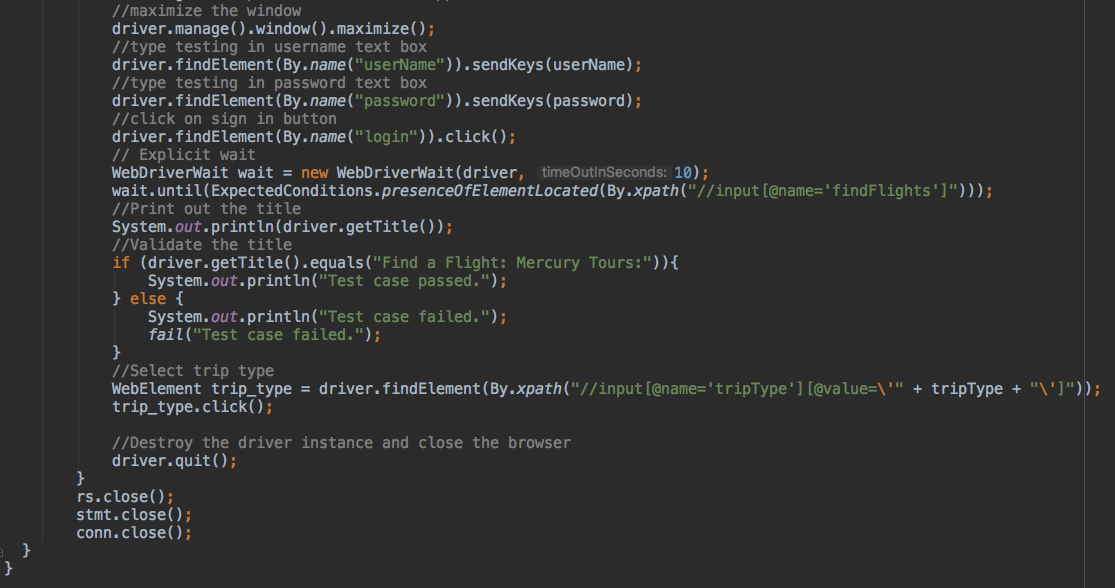 //maximize the window
driver.manage().window().maximize();
//type testing in username text box
driver.findElement(By.name("userName")).sendKeys(userName);
//type testing in password text box
driver.findElement(By.name("password")).sendKeys(password);
//click on sign in button
driver.findElement(By.name("login")).click();
// Explicit wait
WebDriverWait wait = new WebDriverWait(driver, timeOutInSeconds: 10);
wait.until(ExpectedConditions.presenceOfElementLocated(By.xpath("//input[@name='findFlights']")));
//Print out the title
System.out.println(driver.getTitle());
//Validate the title
if (driver.getTitle().equals("Find a Flight: Mercury Tours:")){
System.out.println("Test case passed.");
} else {
System.out.println("Test case failed.");
fail("Test case failed.");
}
//Select trip type
WebElement trip_type = driver.findElement(By.xpath("//input[@name='tripType'][@value=\'" + tripType + "\']"));
trip_type.click();
//Destroy the driver instance and close the browser
driver.quit();
}
rs.close();
stmt.close();
conn.close();
}
}